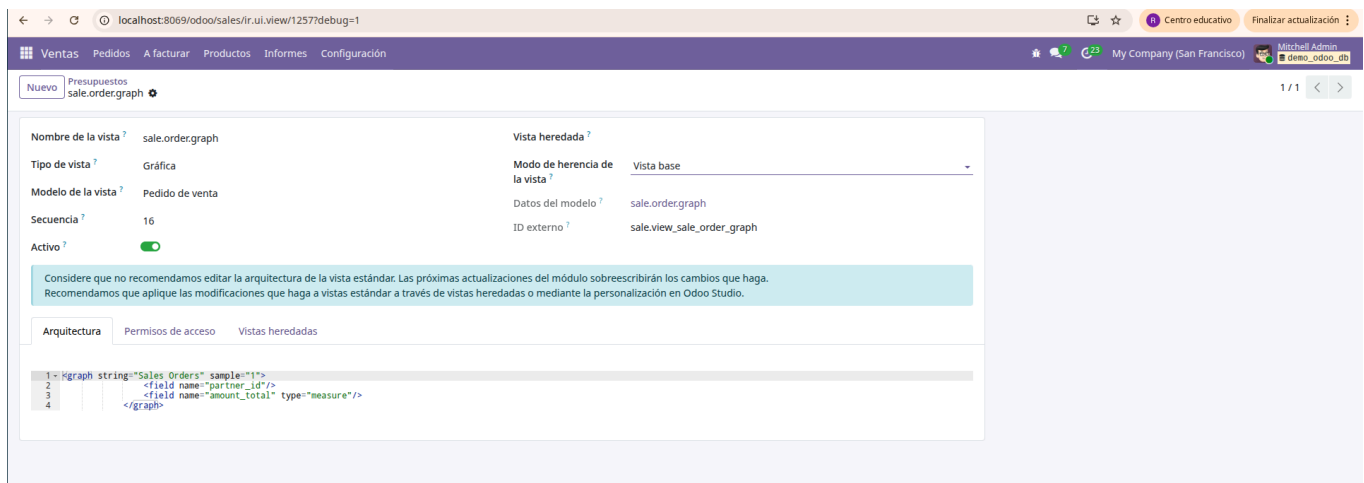 localhost:8069/odoo/sales/ir.ui.view/1257?debug=1
R Centro educativo
Finalizar actualización
Ventas Pedidos A facturar Productos Informes Configuración
7 23 My Company (San Francisco) Mitchell Admin
demo_odoo_db
Nuevo Presupuestos
sale.order.graph
1 / 1
Nombre de la vista ? sale.order.graph
Vista heredada ?
Tipo de vista ? Gráfica
Modo de herencia de la vista ? Vista base
Modelo de la vista ? Pedido de venta
Datos del modelo ? sale.order.graph
Secuencia ? 16
ID externo ? sale.view_sale_order_graph
Activo ?
Considere que no recomendamos editar la arquitectura de la vista estándar. Las próximas actualizaciones del módulo sobreescribirán los cambios que haga.
Recomendamos que aplique las modificaciones que haga a vistas estándar a través de vistas heredadas o mediante la personalización en Odoo Studio.
Arquitectura Permisos de acceso Vistas heredadas
1 <graph string="Sales Orders" sample="1">
2 <field name="partner_id"/>
3 <field name="amount_total" type="measure"/>
4 </graph>